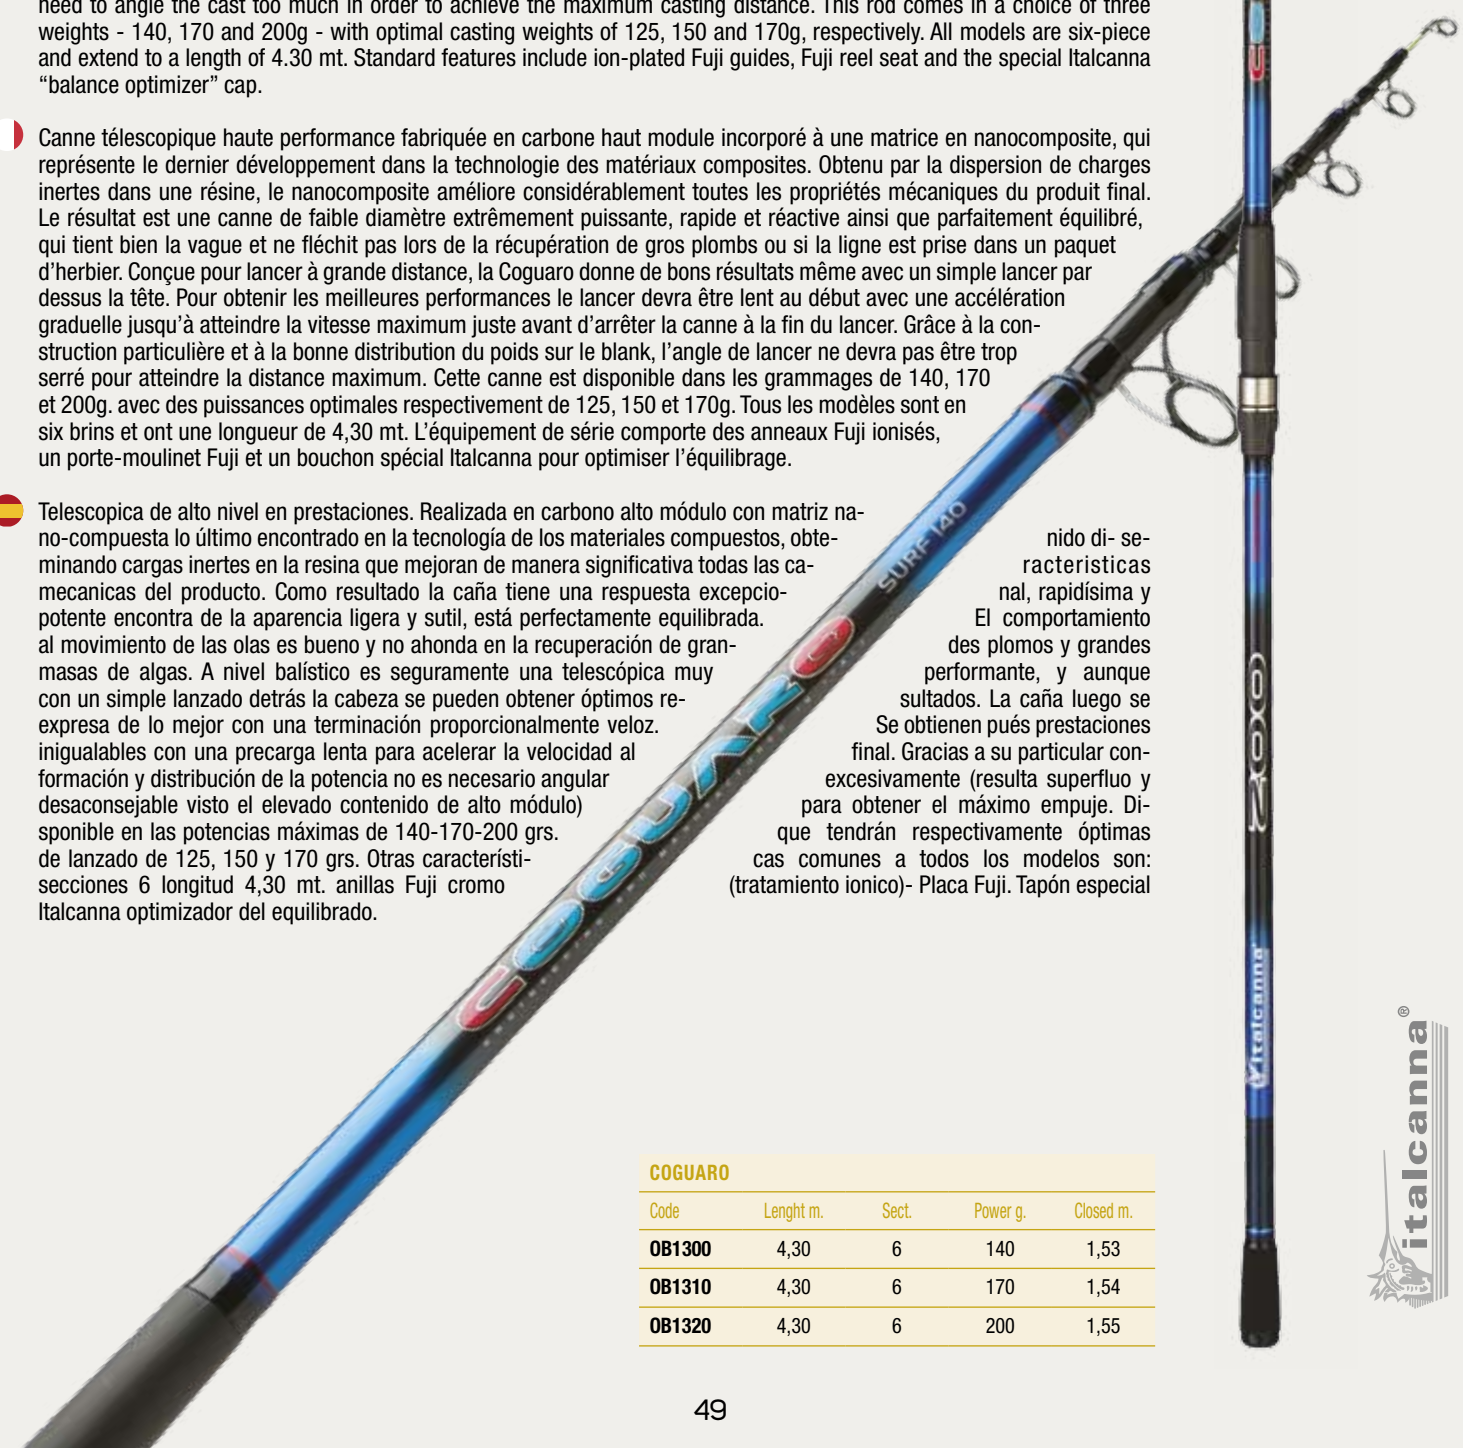 need to angle the cast too much in order to achieve the maximum casting distance. This rod comes in a choice of three
weights - 140, 170 and 200g - with optimal casting weights of 125, 150 and 170g, respectively. All models are six-piece
and extend to a length of 4.30 mt. Standard features include ion-plated Fuji guides, Fuji reel seat and the special Italcanna
“balance optimizer” cap.
Canne télescopique haute performance fabriquée en carbone haut module incorporé à une matrice en nanocomposite, qui
représente le dernier développement dans la technologie des matériaux composites. Obtenu par la dispersion de charges
inertes dans une résine, le nanocomposite améliore considérablement toutes les propriétés mécaniques du produit final.
Le résultat est une canne de faible diamètre extrêmement puissante, rapide et réactive ainsi que parfaitement équilibré,
qui tient bien la vague et ne fléchit pas lors de la récupération de gros plombs ou si la ligne est prise dans un paquet
d’herbier. Conçue pour lancer à grande distance, la Coguaro donne de bons résultats même avec un simple lancer par
dessus la tête. Pour obtenir les meilleures performances le lancer devra être lent au début avec une accélération
graduelle jusqu’à atteindre la vitesse maximum juste avant d’arrêter la canne à la fin du lancer. Grâce à la con-
struction particulière et à la bonne distribution du poids sur le blank, l’angle de lancer ne devra pas être trop
serré pour atteindre la distance maximum. Cette canne est disponible dans les grammages de 140, 170
et 200g. avec des puissances optimales respectivement de 125, 150 et 170g. Tous les modèles sont en
six brins et ont une longueur de 4,30 mt. L’équipement de série comporte des anneaux Fuji ionisés,
un porte-moulinet Fuji et un bouchon spécial Italcanna pour optimiser l’équilibrage.
Telescopica de alto nivel en prestaciones. Realizada en carbono alto módulo con matriz na-
no-compuesta lo último encontrado en la tecnología de los materiales compuestos, obte- nido di- se-
minando cargas inertes en la resina que mejoran de manera significativa todas las ca- racteristicas
mecanicas del producto. Como resultado la caña tiene una respuesta excepcio- nal, rapidísima y
potente encontra de la aparencia ligera y sutil, está perfectamente equilibrada. El comportamiento
al movimiento de las olas es bueno y no ahonda en la recuperación de gran- des plomos y grandes
masas de algas. A nivel balístico es seguramente una telescópica muy performante, y aunque
con un simple lanzado detrás la cabeza se pueden obtener óptimos re- sultados. La caña luego se
expresa de lo mejor con una terminación proporcionalmente veloz. Se obtienen pués prestaciones
inigualables con una precarga lenta para acelerar la velocidad al final. Gracias a su particular con-
formación y distribución de la potencia no es necesario angular excesivamente (resulta superfluo y
desaconsejable visto el elevado contenido de alto módulo) para obtener el máximo empuje. Di-
sponible en las potencias máximas de 140-170-200 grs. que tendrán respectivamente óptimas
de lanzado de 125, 150 y 170 grs. Otras característi- cas comunes a todos los modelos son:
secciones 6 longitud 4,30 mt. anillas Fuji cromo (tratamiento ionico)- Placa Fuji. Tapón especial
Italcanna optimizador del equilibrado.
COGUARO SURF 140
italcanna
italcanna®
COGUARO
Code Lenght m. Sect. Power g. Closed m.
OB1300 4,30 6 140 1,53
OB1310 4,30 6 170 1,54
OB1320 4,30 6 200 1,55
49